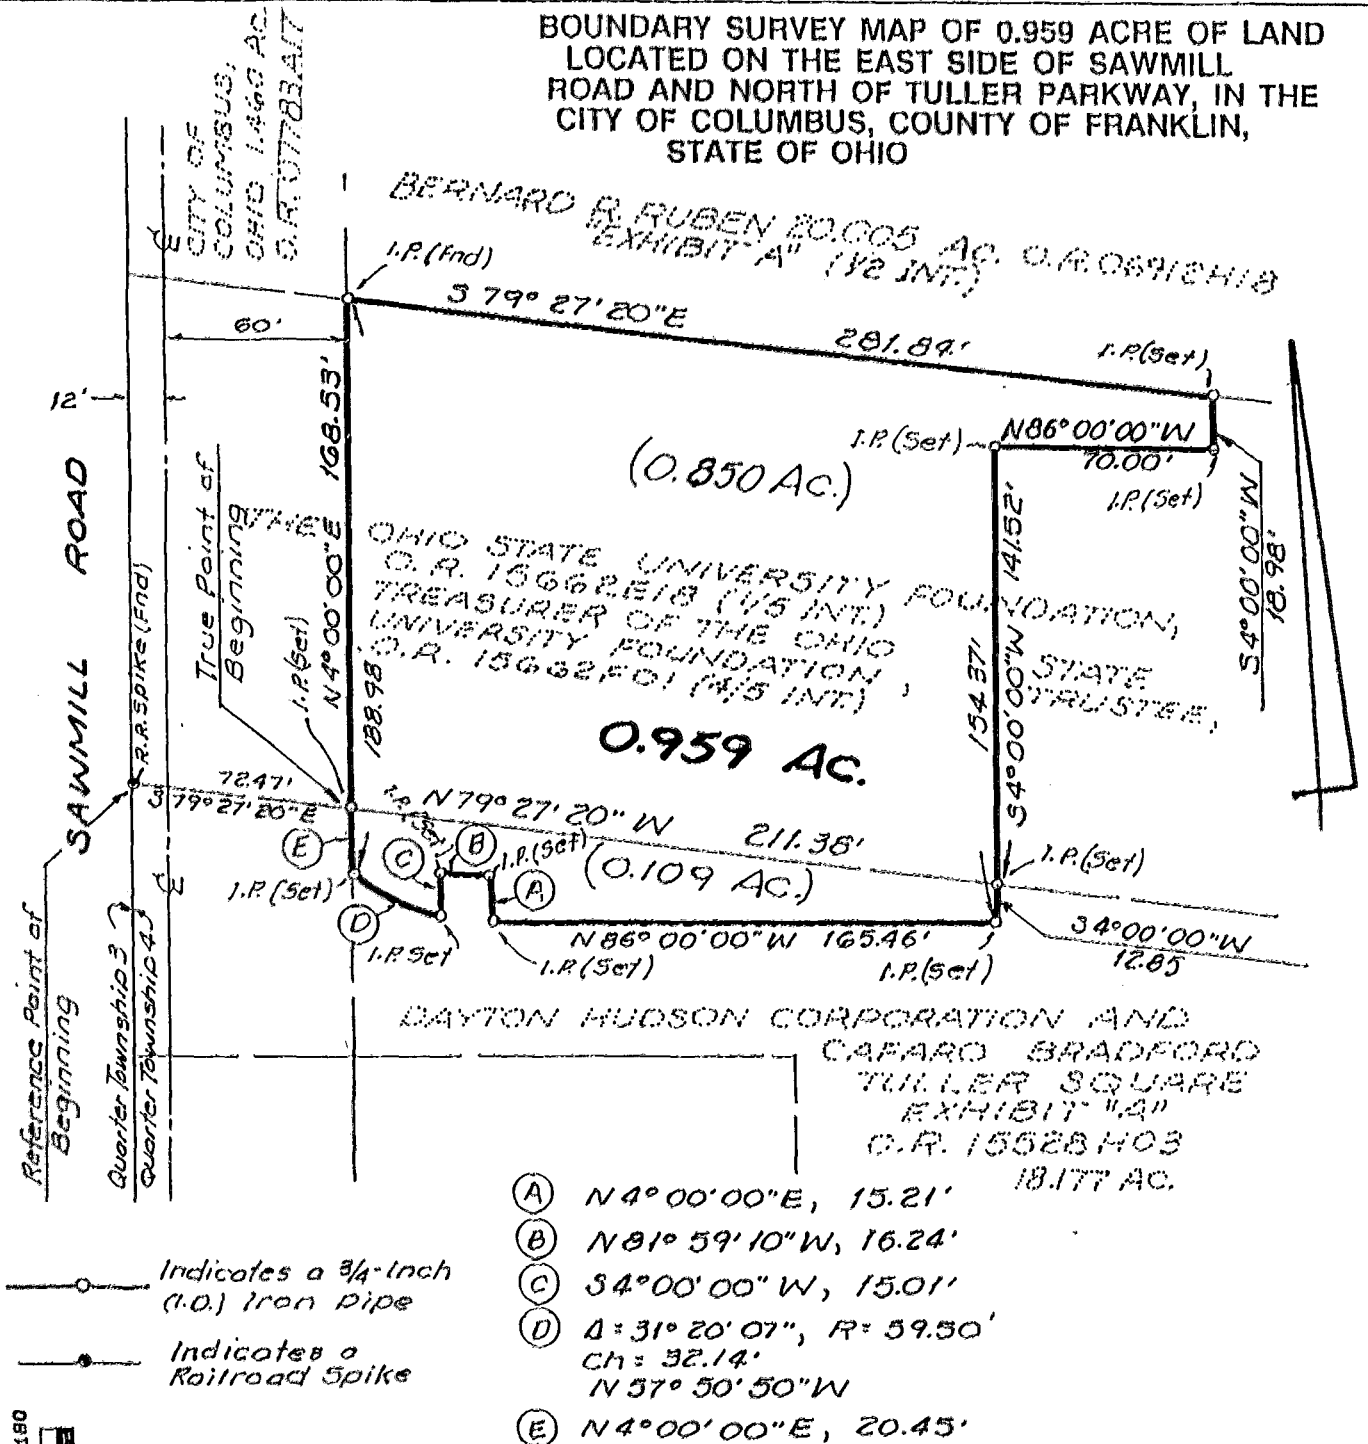 BOUNDARY SURVEY MAP OF 0.959 ACRE OF LAND
LOCATED ON THE EAST SIDE OF SAWMILL
ROAD AND NORTH OF TULLER PARKWAY, IN THE
CITY OF COLUMBUS, COUNTY OF FRANKLIN,
STATE OF OHIO
CITY OF
COLUMBUS,
OHIO 1.460 AC.
O.R. 07783A17
BERNARD R. RUBEN 20.005 AC. O.R. 06912H18
EXHIBIT "A" (1/2 INT.)
I.P. (Fnd)
S 79° 27' 20" E
281.84'
I.P. (Set)
60'
12'
168.53'
N 4° 00' 00" E
188.98
I.P. (Set)
N 86° 00' 00" W
70.00'
I.P. (Set)
S 4° 00' 00" W
18.98'
(0.850 AC.)
SAWMILL ROAD
True Point of
Beginning
I.P. (Set)
R.R. Spike (Fnd)
THE OHIO STATE UNIVERSITY FOUNDATION,
O.R. 15662E18 (1/5 INT.)
TREASURER OF THE OHIO STATE
UNIVERSITY FOUNDATION, TRUSTEE,
O.R. 15662F01 (4/5 INT.)
141.52'
154.37'
S 4° 00' 00" W
0.959 AC.
72.47'
S 79° 27' 20" E
N 79° 27' 20" W 211.38'
I.P. (Set)
E
C
B
I.P. (Set)
(0.109 AC.)
I.P. (Set)
I.P. (Set)
A
D
I.P. Set
N 86° 00' 00" W 165.46'
I.P. (Set)
I.P. (Set)
S 4° 00' 00" W
12.85
Reference Point of
Beginning
Quarter Township 3
Quarter Township 4
DAYTON HUDSON CORPORATION AND
CAFARO BRADFORD
TULLER SQUARE
EXHIBIT "A"
O.R. 15528 H03
18.177 AC.
A N 4° 00' 00" E, 15.21'
B N 81° 59' 10" W, 16.24'
C S 4° 00' 00" W, 15.01'
D Δ = 31° 20' 07", R = 59.50'
Ch = 32.14'
N 57° 50' 50" W
E N 4° 00' 00" E, 20.45'
Indicates a 3/4-Inch
(I.D.) Iron Pipe
Indicates a
Railroad Spike